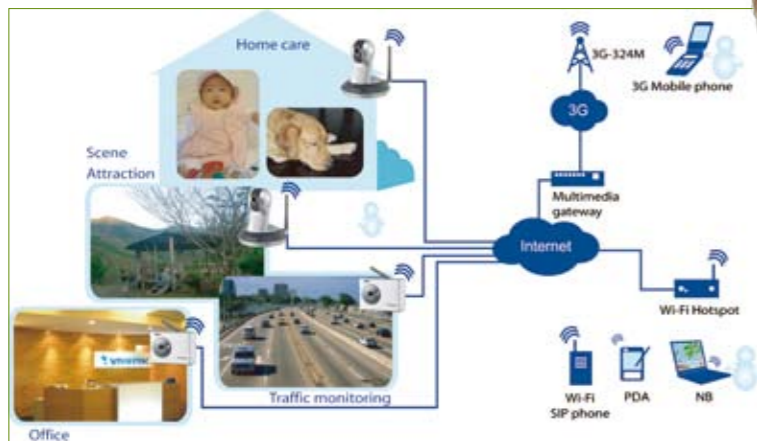 Home care
3G-324M
3G Mobile phone
3G
Scene
Attraction
Multimedia
gateway
Internet
Wi-Fi Hotspot
VIVOTEK
Traffic monitoring
Wi-Fi
SIP phone
PDA
NB
Office